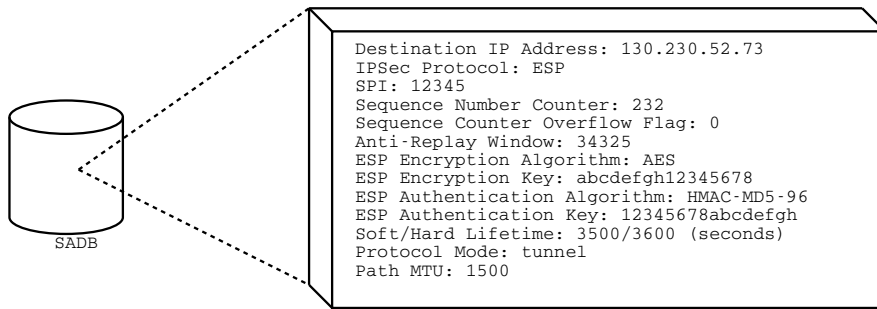 Destination IP Address: 130.230.52.73
IPSec Protocol: ESP
SPI: 12345
Sequence Number Counter: 232
Sequence Counter Overflow Flag: 0
Anti-Replay Window: 34325
ESP Encryption Algorithm: AES
ESP Encryption Key: abcdefgh12345678
ESP Authentication Algorithm: HMAC-MD5-96
ESP Authentication Key: 12345678abcdefgh
Soft/Hard Lifetime: 3500/3600 (seconds)
Protocol Mode: tunnel
Path MTU: 1500
SADB